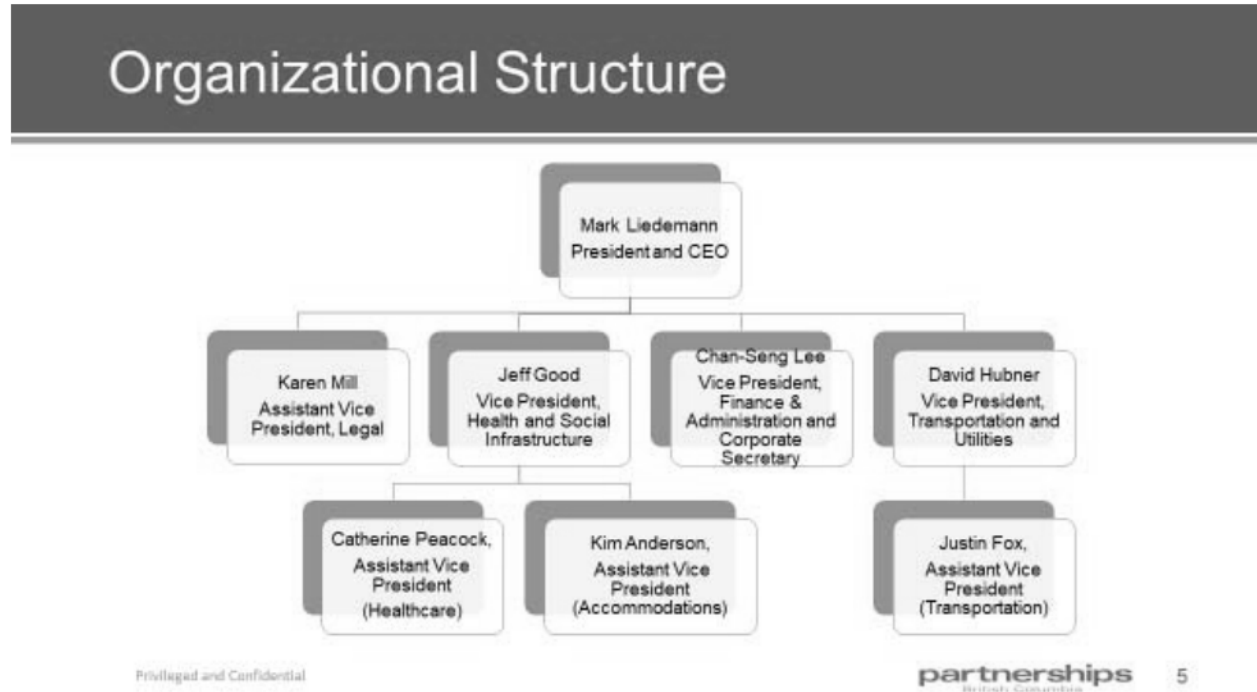 Organizational Structure
Mark Liedemann
President and CEO
Karen Mill
Assistant Vice
President, Legal
Jeff Good
Vice President,
Health and Social
Infrastructure
Chan-Seng Lee
Vice President,
Finance &
Administration and
Corporate
Secretary
David Hubner
Vice President,
Transportation and
Utilities
Catherine Peacock,
Assistant Vice
President
(Healthcare)
Kim Anderson,
Assistant Vice
President
(Accommodations)
Justin Fox,
Assistant Vice
President
(Transportation)
Privileged and Confidential
partnerships
British Columbia
5